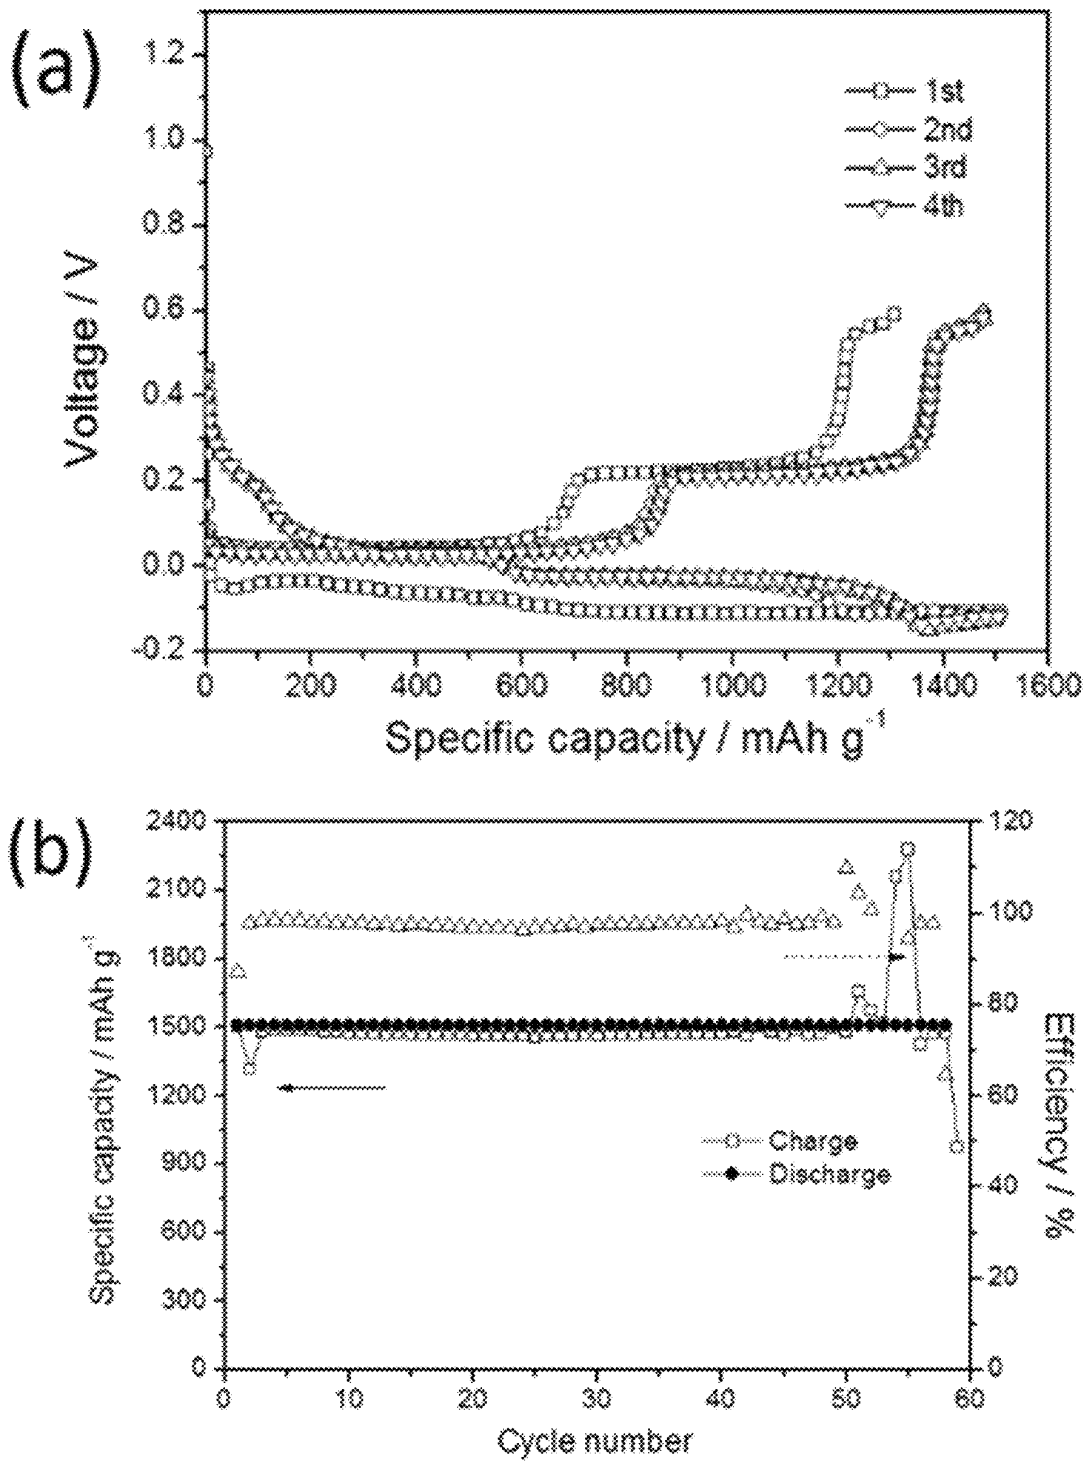 (a)
1.2
1.0
0.8
0.6
0.4
0.2
0.0
-0.2
Voltage / V
1st
2nd
3rd
4th
0 200 400 600 800 1000 1200 1400 1600
Specific capacity / mAh g⁻¹
(b)
2400
2100
1800
1500
1200
900
600
300
0
Specific capacity / mAh g⁻¹
120
100
80
60
40
20
0
Efficiency / %
Charge
Discharge
0 10 20 30 40 50 60
Cycle number